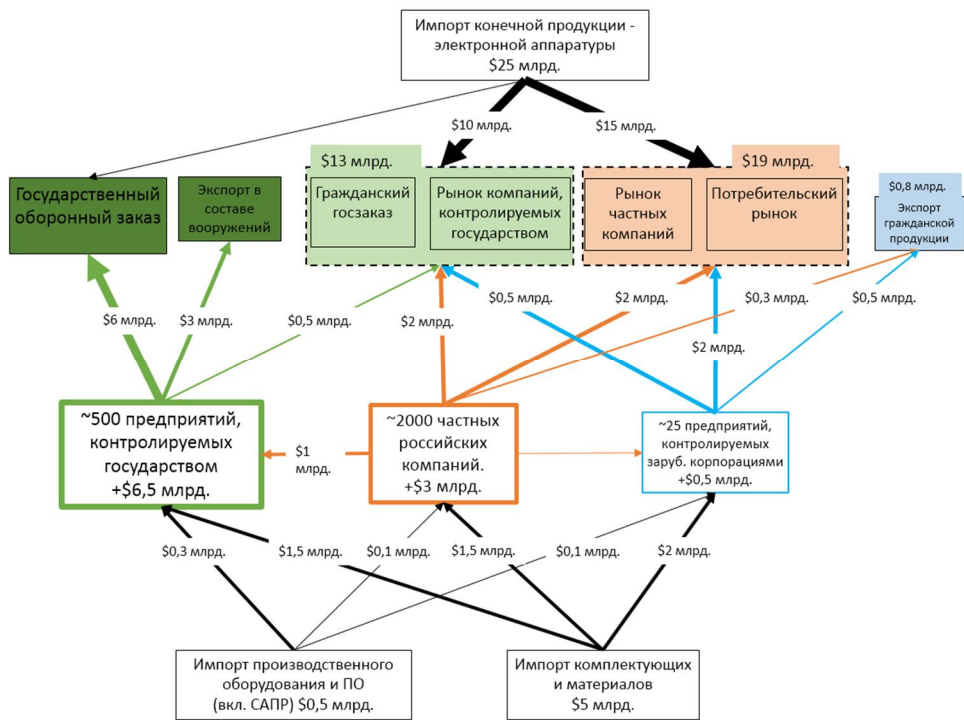 Импорт конечной продукции -
электронной аппаратуры
$25 млрд.
$10 млрд.
$15 млрд.
$13 млрд.
$19 млрд.
Государственный
оборонный заказ
Экспорт в
составе
вооружений
Гражданский
госзаказ
Рынок компаний,
контролируемых
государством
Рынок
частных
компаний
Потребительский
рынок
$0,8 млрд.
Экспорт
гражданской
продукции
$6 млрд.
$3 млрд.
$0,5 млрд.
$2 млрд.
$0,5 млрд.
$2 млрд.
$0,3 млрд.
$0,5 млрд.
$2 млрд.
~500 предприятий,
контролируемых
государством
+$6,5 млрд.
$1
млрд.
~2000 частных
российских
компаний.
+$3 млрд.
~25 предприятий,
контролируемых
заруб. корпорациями
+$0,5 млрд.
$0,3 млрд.
$1,5 млрд.
$0,1 млрд.
$1,5 млрд.
$0,1 млрд.
$2 млрд.
Импорт производственного
оборудования и ПО
(вкл. САПР) $0,5 млрд.
Импорт комплектующих
и материалов
$5 млрд.